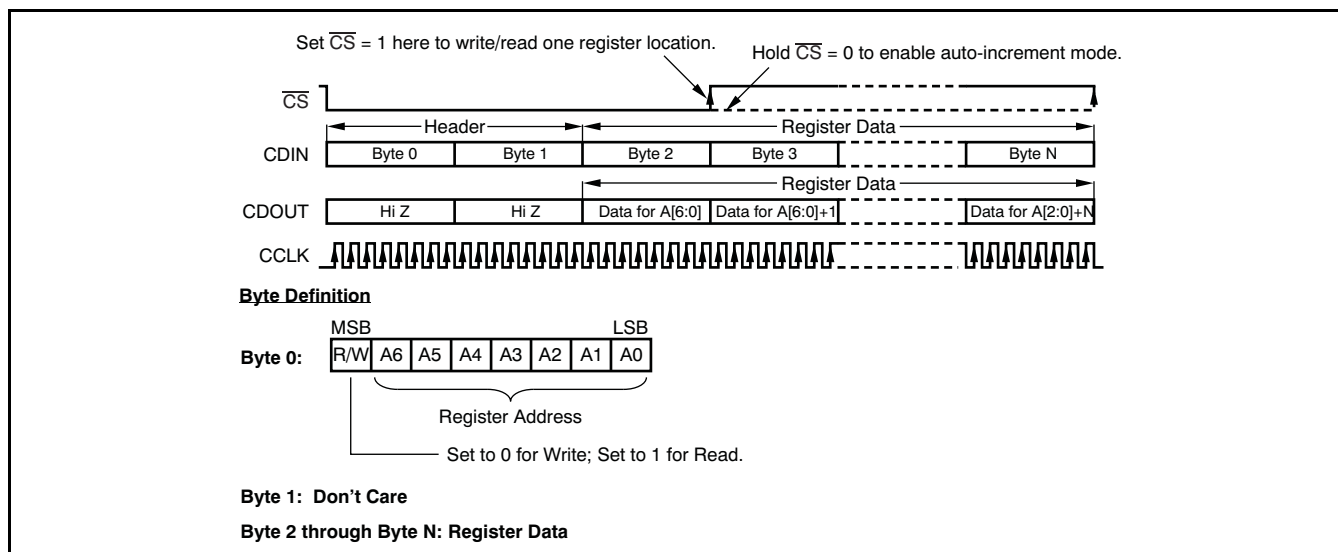 Set CS = 1 here to write/read one register location.
Hold CS = 0 to enable auto-increment mode.
CS
Header
Register Data
CDIN
Byte 0
Byte 1
Byte 2
Byte 3
Byte N
Register Data
CDOUT
Hi Z
Hi Z
Data for A[6:0]
Data for A[6:0]+1
Data for A[2:0]+N
CCLK
Byte Definition
MSB
LSB
Byte 0:
R/W
A6
A5
A4
A3
A2
A1
A0
Register Address
Set to 0 for Write; Set to 1 for Read.
Byte 1: Don’t Care
Byte 2 through Byte N: Register Data